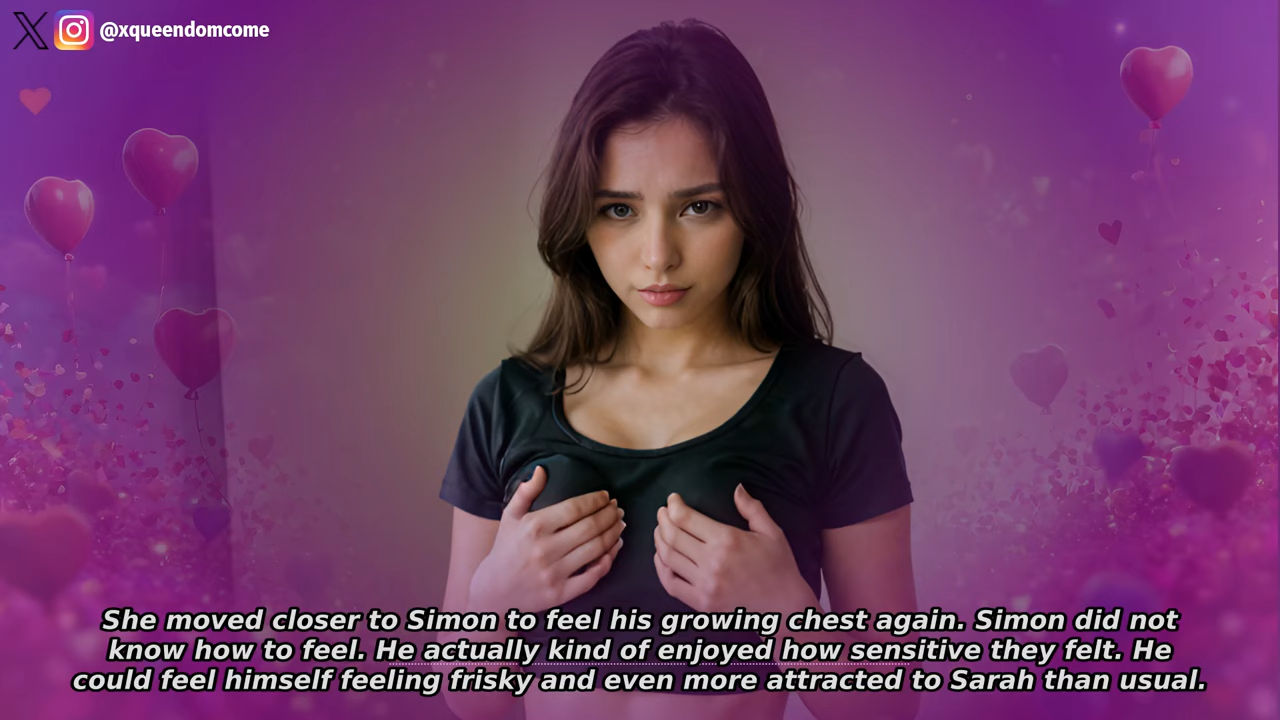 @xqueendomcome
She moved closer to Simon to feel his growing chest again. Simon did not
know how to feel. He actually kind of enjoyed how sensitive they felt. He
could feel himself feeling frisky and even more attracted to Sarah than usual.